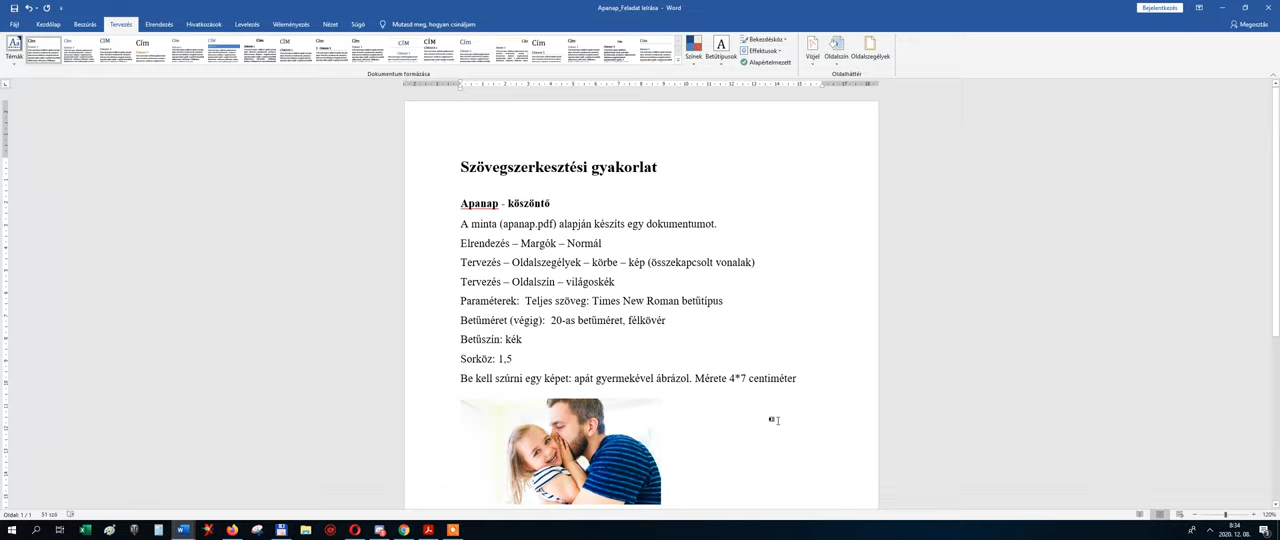 Apanap_Feladat leírása - Word
Bejelentkezés
Fájl Kezdőlap Beszúrás Tervezés Elrendezés Hivatkozások Levelezés Véleményezés Nézet Súgó Mutasd meg, hogyan csináljam Megosztás
Témák
Cím
Színek Betűtípusok
Bekezdésköz
Effektusok
Alapértelmezett
Vízjel Oldalszín Oldalszegélyek
Dokumentum formázása Oldalháttér
Szövegszerkesztési gyakorlat
Apanap - köszöntő
A minta (apanap.pdf) alapján készíts egy dokumentumot.
Elrendezés – Margók – Normál
Tervezés – Oldalszegélyek – körbe – kép (összekapcsolt vonalak)
Tervezés – Oldalszín – világoskék
Paraméterek: Teljes szöveg: Times New Roman betűtípus
Betűméret (végig): 20-as betűméret, félkövér
Betűszín: kék
Sorköz: 1,5
Be kell szúrni egy képet: apát gyermekével ábrázol. Mérete 4*7 centiméter
Oldal: 1 / 1 51 szó
120%
8:34
2020. 12. 08.